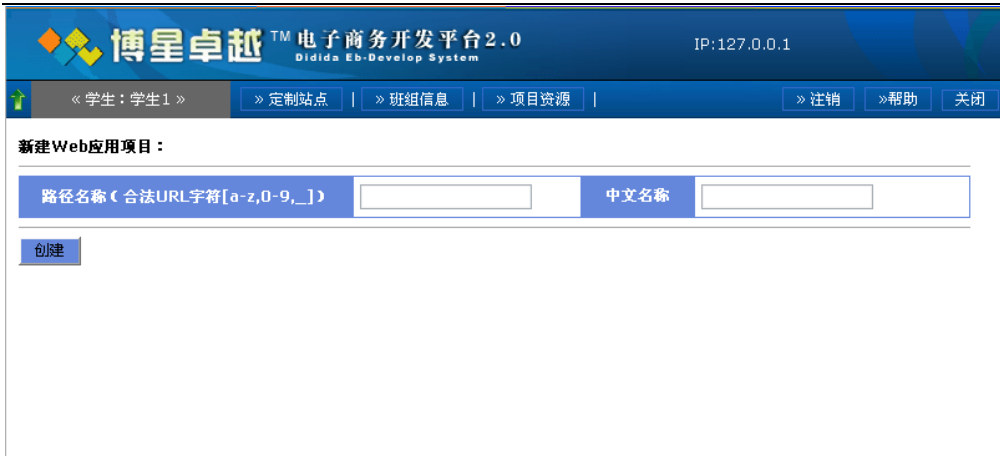 博星卓越 TM 电子商务开发平台2.0
Didida Eb-Develop System
IP:127.0.0.1
« 学生：学生1 » » 定制站点 | » 班组信息 | » 项目资源 | » 注销 »帮助 关闭
新建Web应用项目：
路径名称（合法URL字符[a-z,0-9,_]） 中文名称
创建